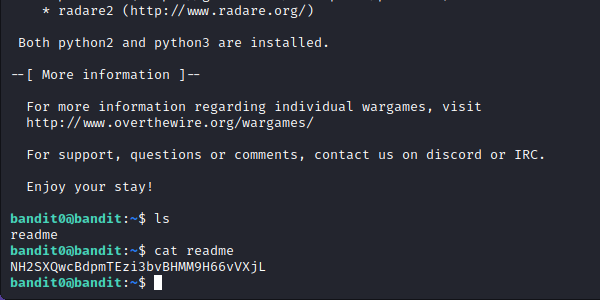 * radare2 (http://www.radare.org/)
Both python2 and python3 are installed.
--[ More information ]--
For more information regarding individual wargames, visit
http://www.overthewire.org/wargames/
For support, questions or comments, contact us on discord or IRC.
Enjoy your stay!
bandit0@bandit:~$ ls
readme
bandit0@bandit:~$ cat readme
NH2SXQwcBdpmTEzi3bvBHMM9H66vVXjL
bandit0@bandit:~$